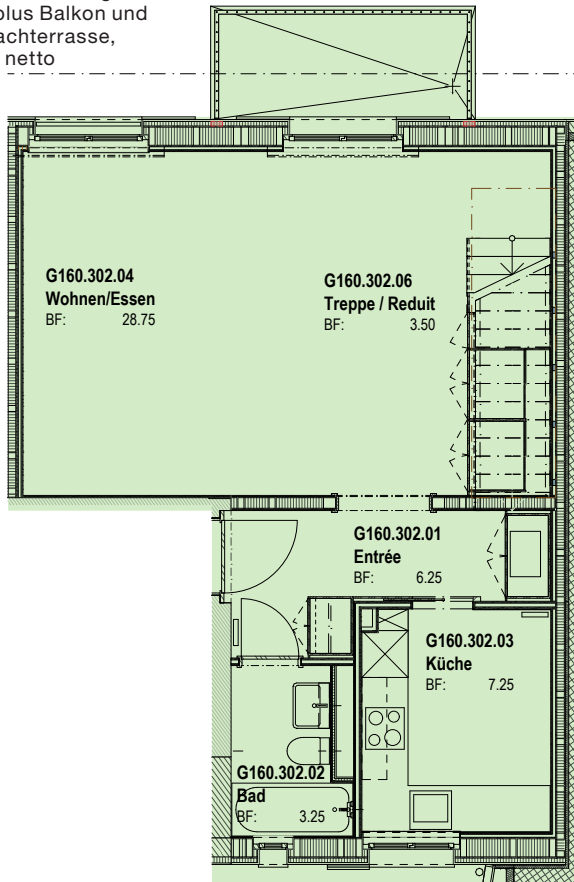 plus Balkon und
achterrasse,
netto
G160.302.04
Wohnen/Essen
BF: 28.75
G160.302.06
Treppe / Reduit
BF: 3.50
G160.302.01
Entrée
BF: 6.25
G160.302.03
Küche
BF: 7.25
G160.302.02
Bad
BF: 3.25